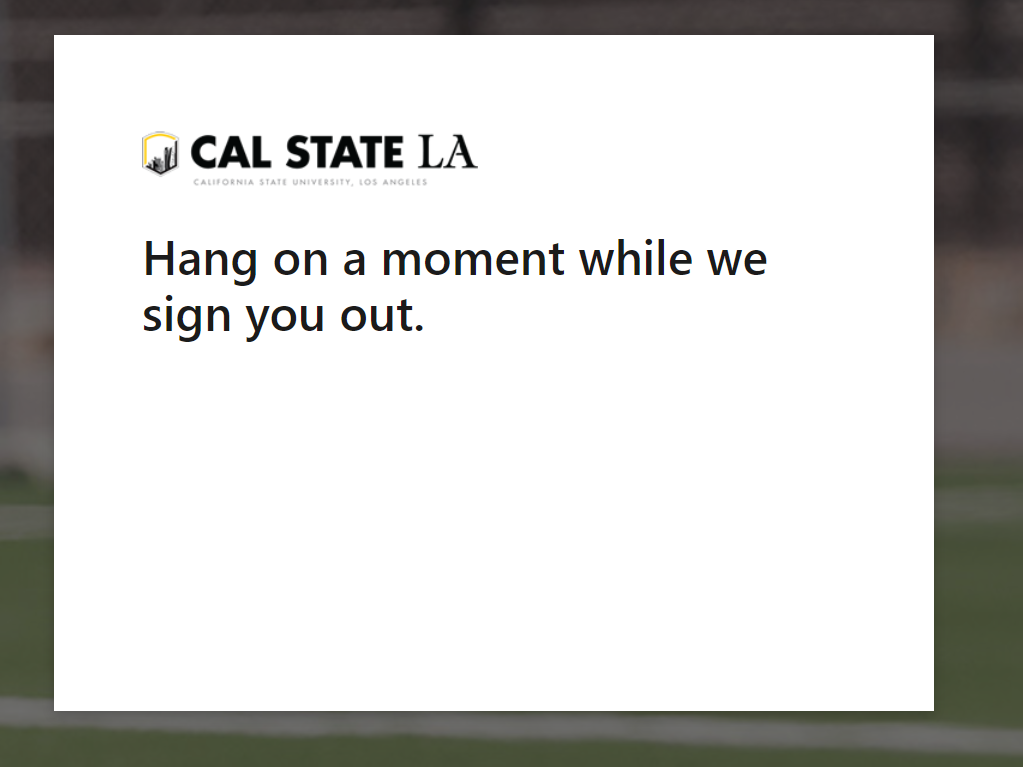 CAL STATE LA
CALIFORNIA STATE UNIVERSITY, LOS ANGELES
Hang on a moment while we
sign you out.